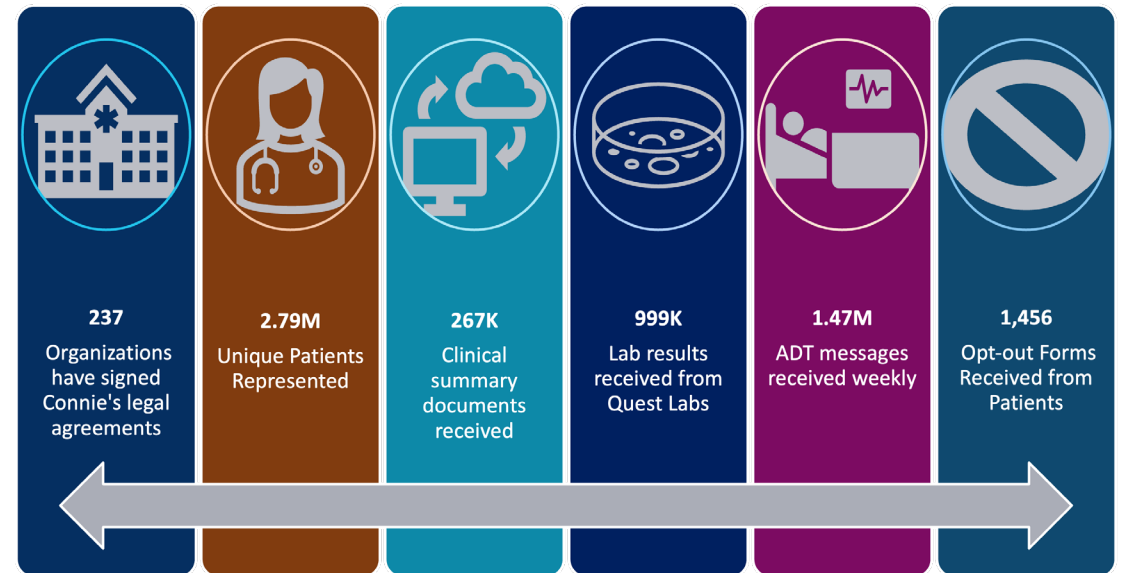 237
Organizations
have signed
Connie's legal
agreements
2.79M
Unique Patients
Represented
267K
Clinical
summary
documents
received
999K
Lab results
received from
Quest Labs
1.47M
ADT messages
received weekly
1,456
Opt-out Forms
Received from
Patients